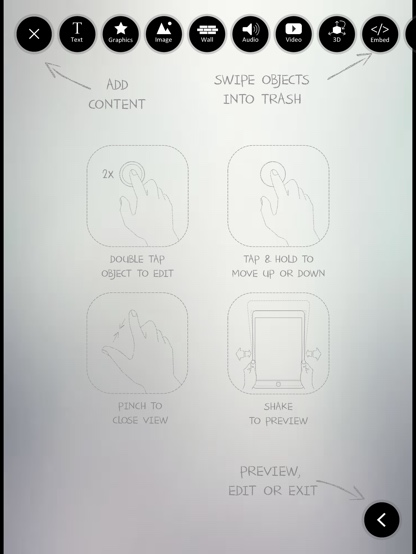 Text
Graphics
Image
Wall
Audio
Video
3D
</>
Embed
ADD
CONTENT
SWIPE OBJECTS
INTO TRASH
2X
DOUBLE TAP
OBJECT TO EDIT
TAP & HOLD TO
MOVE UP OR DOWN
PINCH TO
CLOSE VIEW
SHAKE
TO PREVIEW
PREVIEW,
EDIT OR EXIT